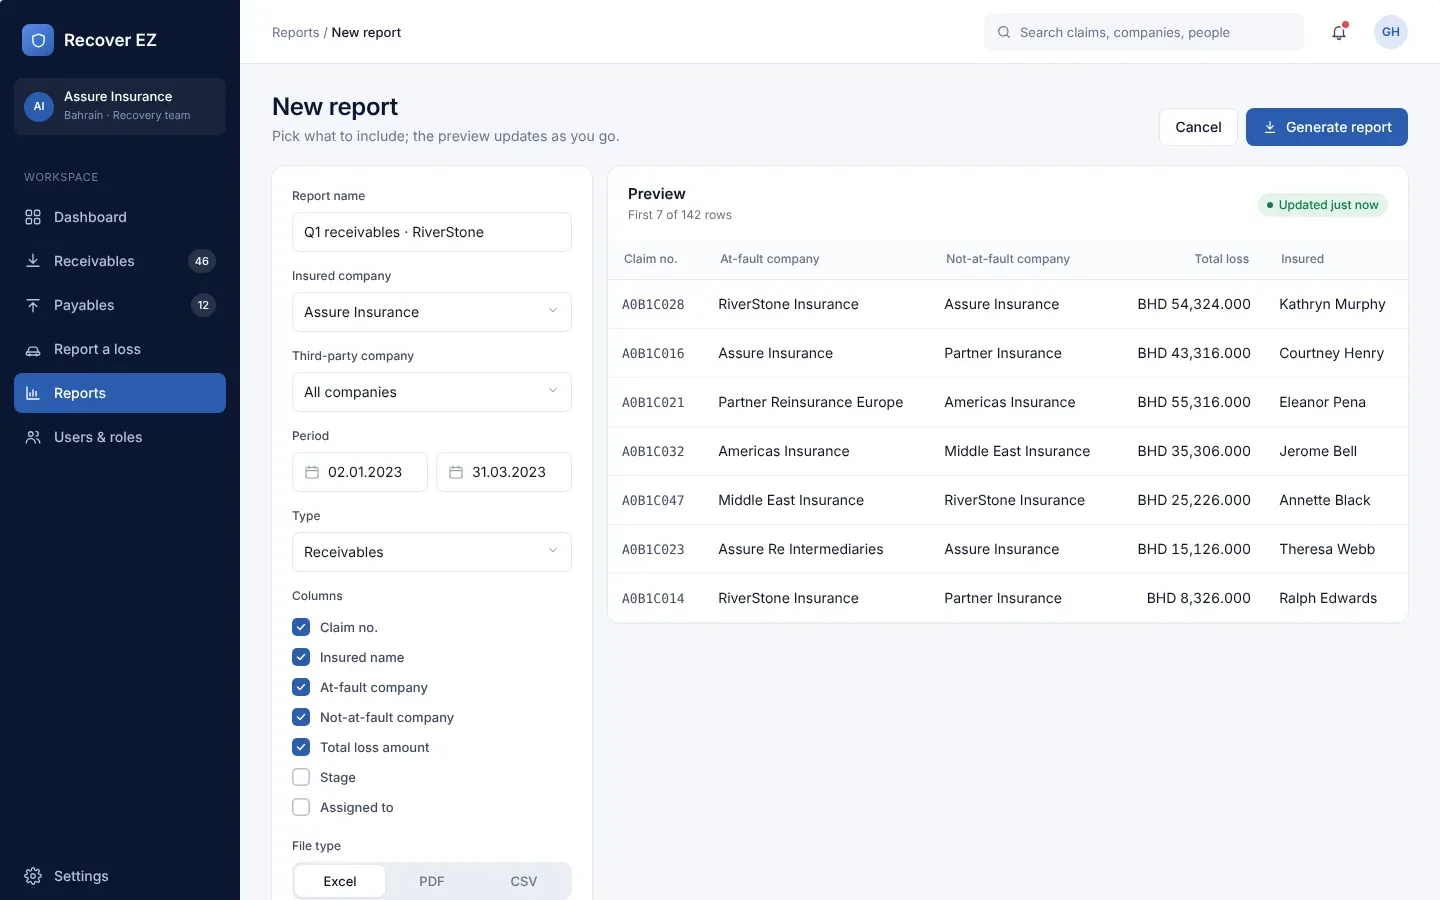 Recover EZ
AI
Assure Insurance
Bahrain · Recovery team
WORKSPACE
Dashboard
Receivables 46
Payables 12
Report a loss
Reports
Users & roles
Settings
Reports / New report
Search claims, companies, people
GH
New report
Pick what to include; the preview updates as you go.
Cancel
Generate report
Report name
Q1 receivables · RiverStone
Insured company
Assure Insurance
Third-party company
All companies
Period
02.01.2023 31.03.2023
Type
Receivables
Columns
Claim no.
Insured name
At-fault company
Not-at-fault company
Total loss amount
Stage
Assigned to
File type
Excel PDF CSV
Preview
First 7 of 142 rows
Updated just now
Claim no. At-fault company Not-at-fault company Total loss Insured
A0B1C028 RiverStone Insurance Assure Insurance BHD 54,324.000 Kathryn Murphy
A0B1C016 Assure Insurance Partner Insurance BHD 43,316.000 Courtney Henry
A0B1C021 Partner Reinsurance Europe Americas Insurance BHD 55,316.000 Eleanor Pena
A0B1C032 Americas Insurance Middle East Insurance BHD 35,306.000 Jerome Bell
A0B1C047 Middle East Insurance RiverStone Insurance BHD 25,226.000 Annette Black
A0B1C023 Assure Re Intermediaries Assure Insurance BHD 15,126.000 Theresa Webb
A0B1C014 RiverStone Insurance Partner Insurance BHD 8,326.000 Ralph Edwards